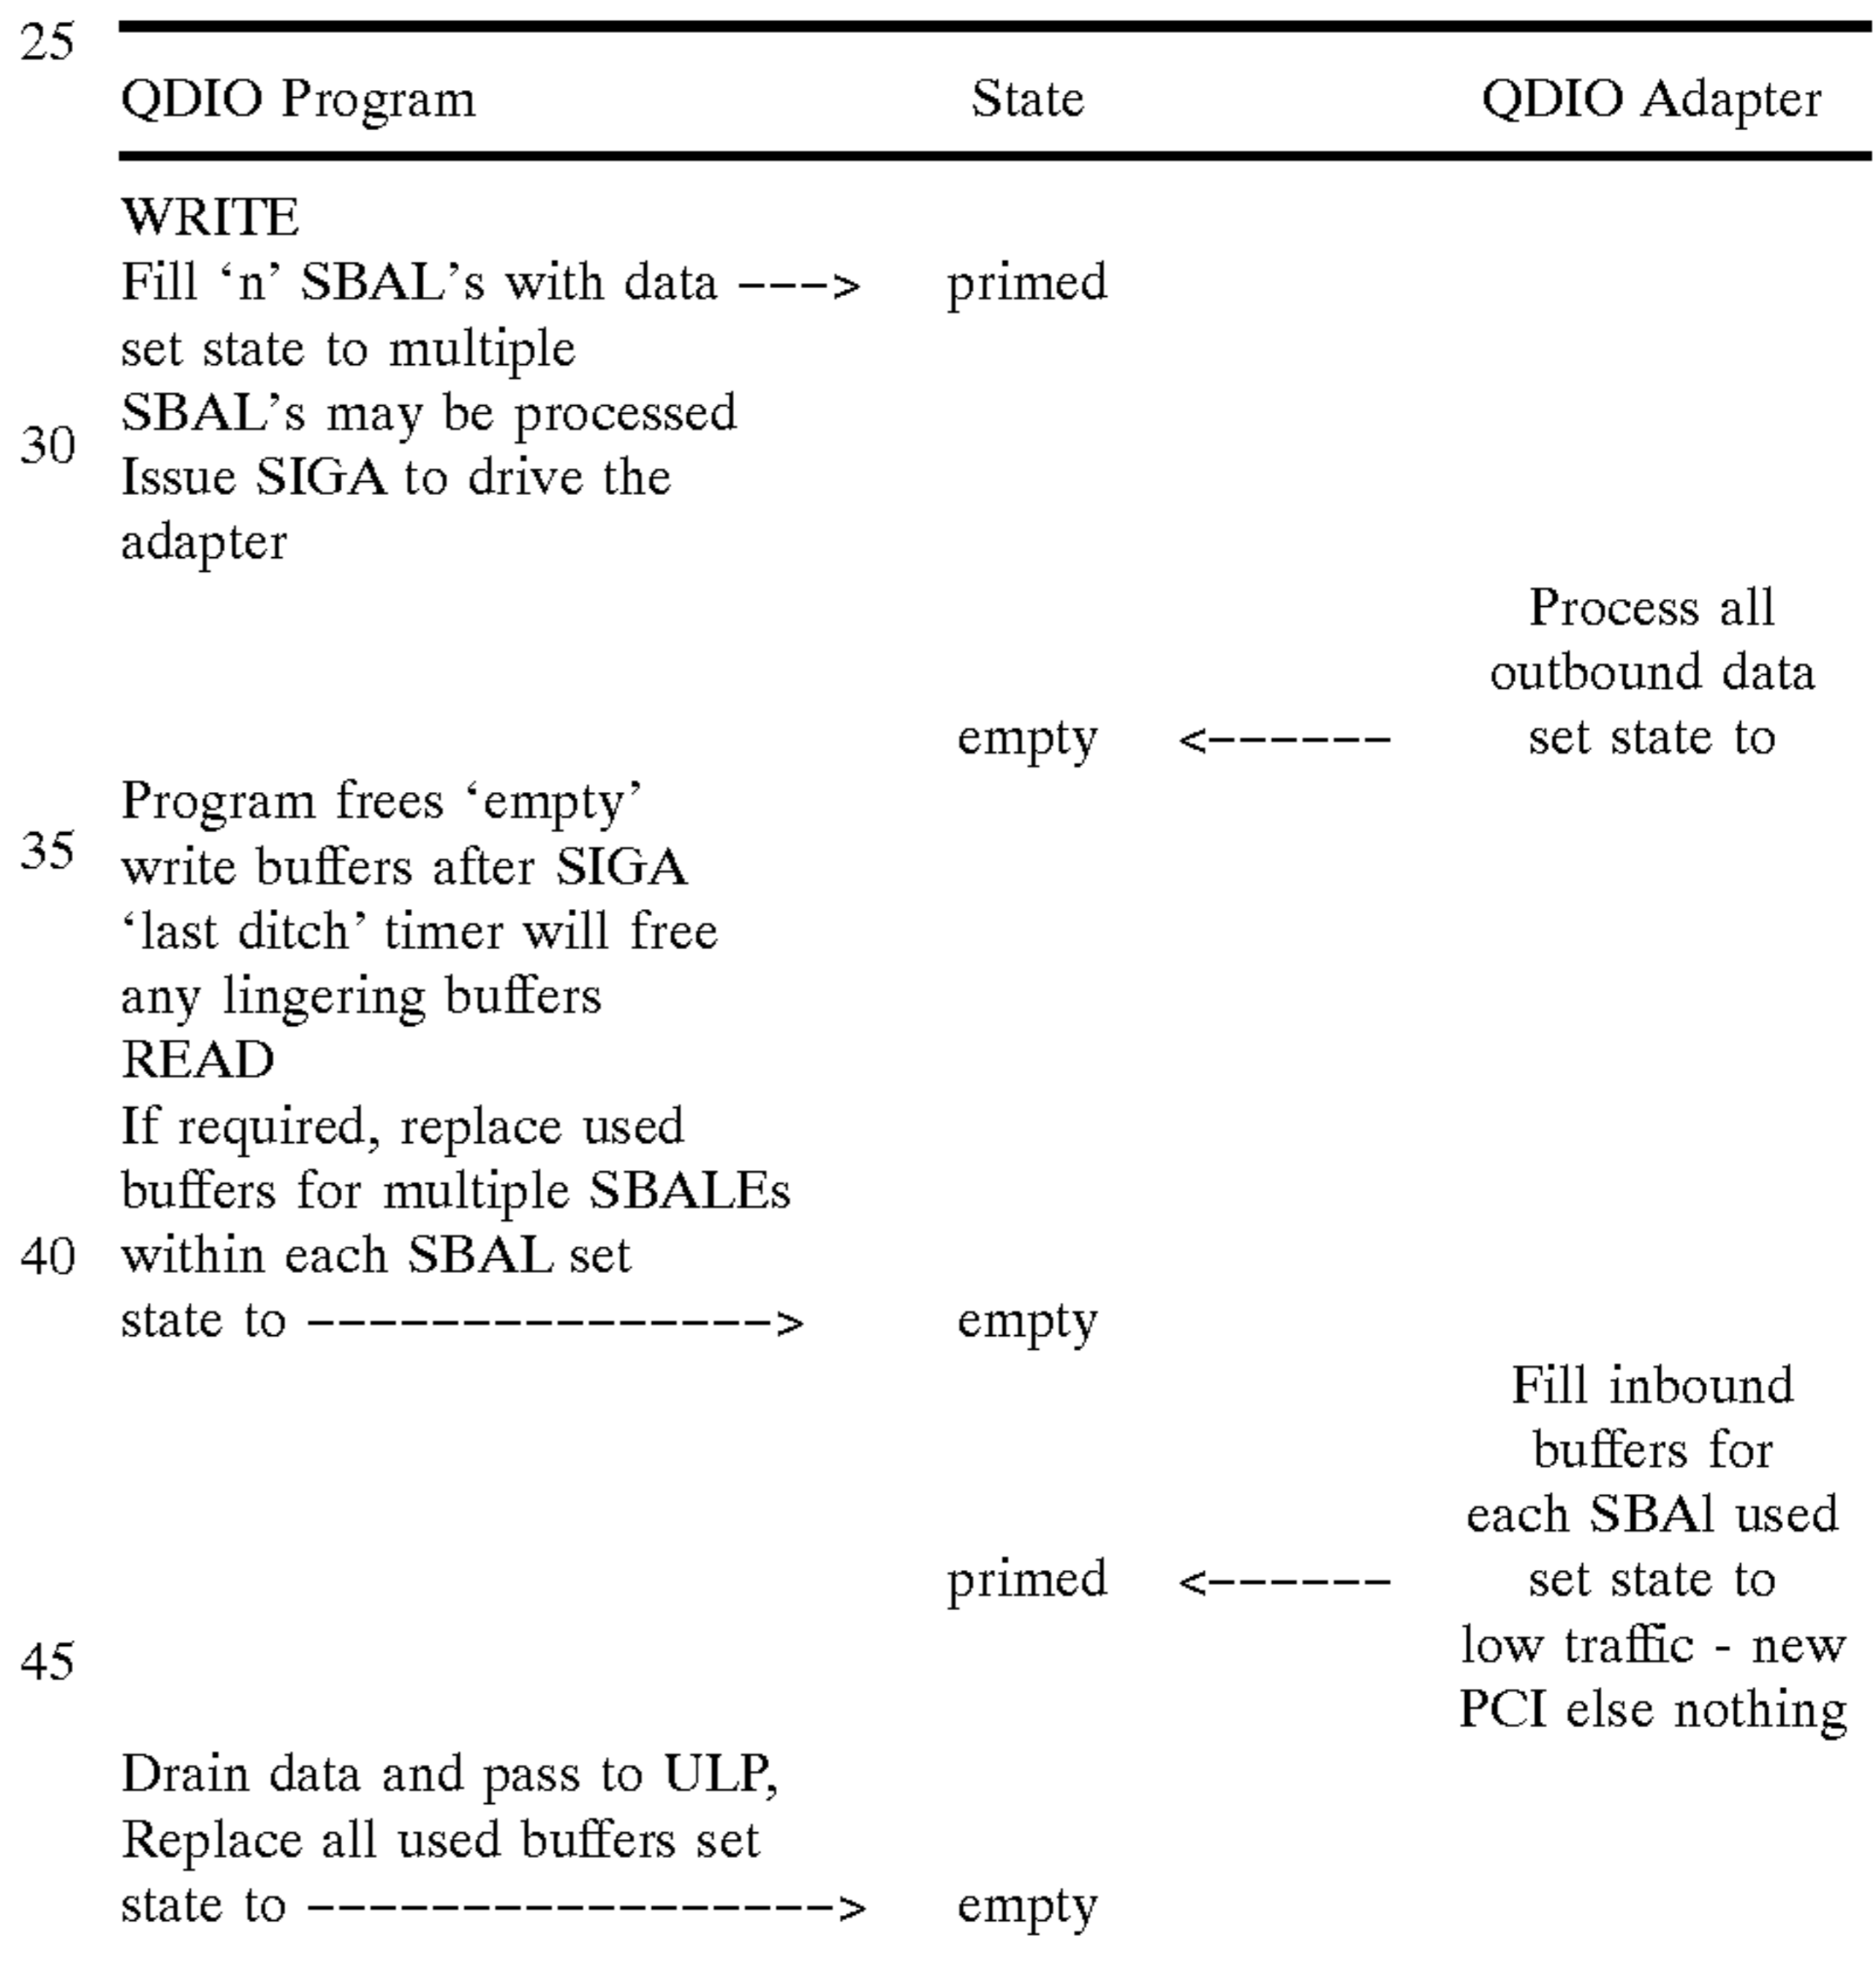 25
QDIO Program State QDIO Adapter
WRITE
Fill ‘n’ SBAL’s with data ---> primed
set state to multiple
SBAL’s may be processed
30
Issue SIGA to drive the
adapter
Process all
outbound data
empty <------- set state to
Program frees ‘empty’
35
write buffers after SIGA
‘last ditch’ timer will free
any lingering buffers
READ
If required, replace used
buffers for multiple SBALEs
40 within each SBAL set
state to ---------------> empty
Fill inbound
buffers for
each SBAl used
primed <------- set state to
low traffic - new
45
PCI else nothing
Drain data and pass to ULP,
Replace all used buffers set
state to -----------------> empty